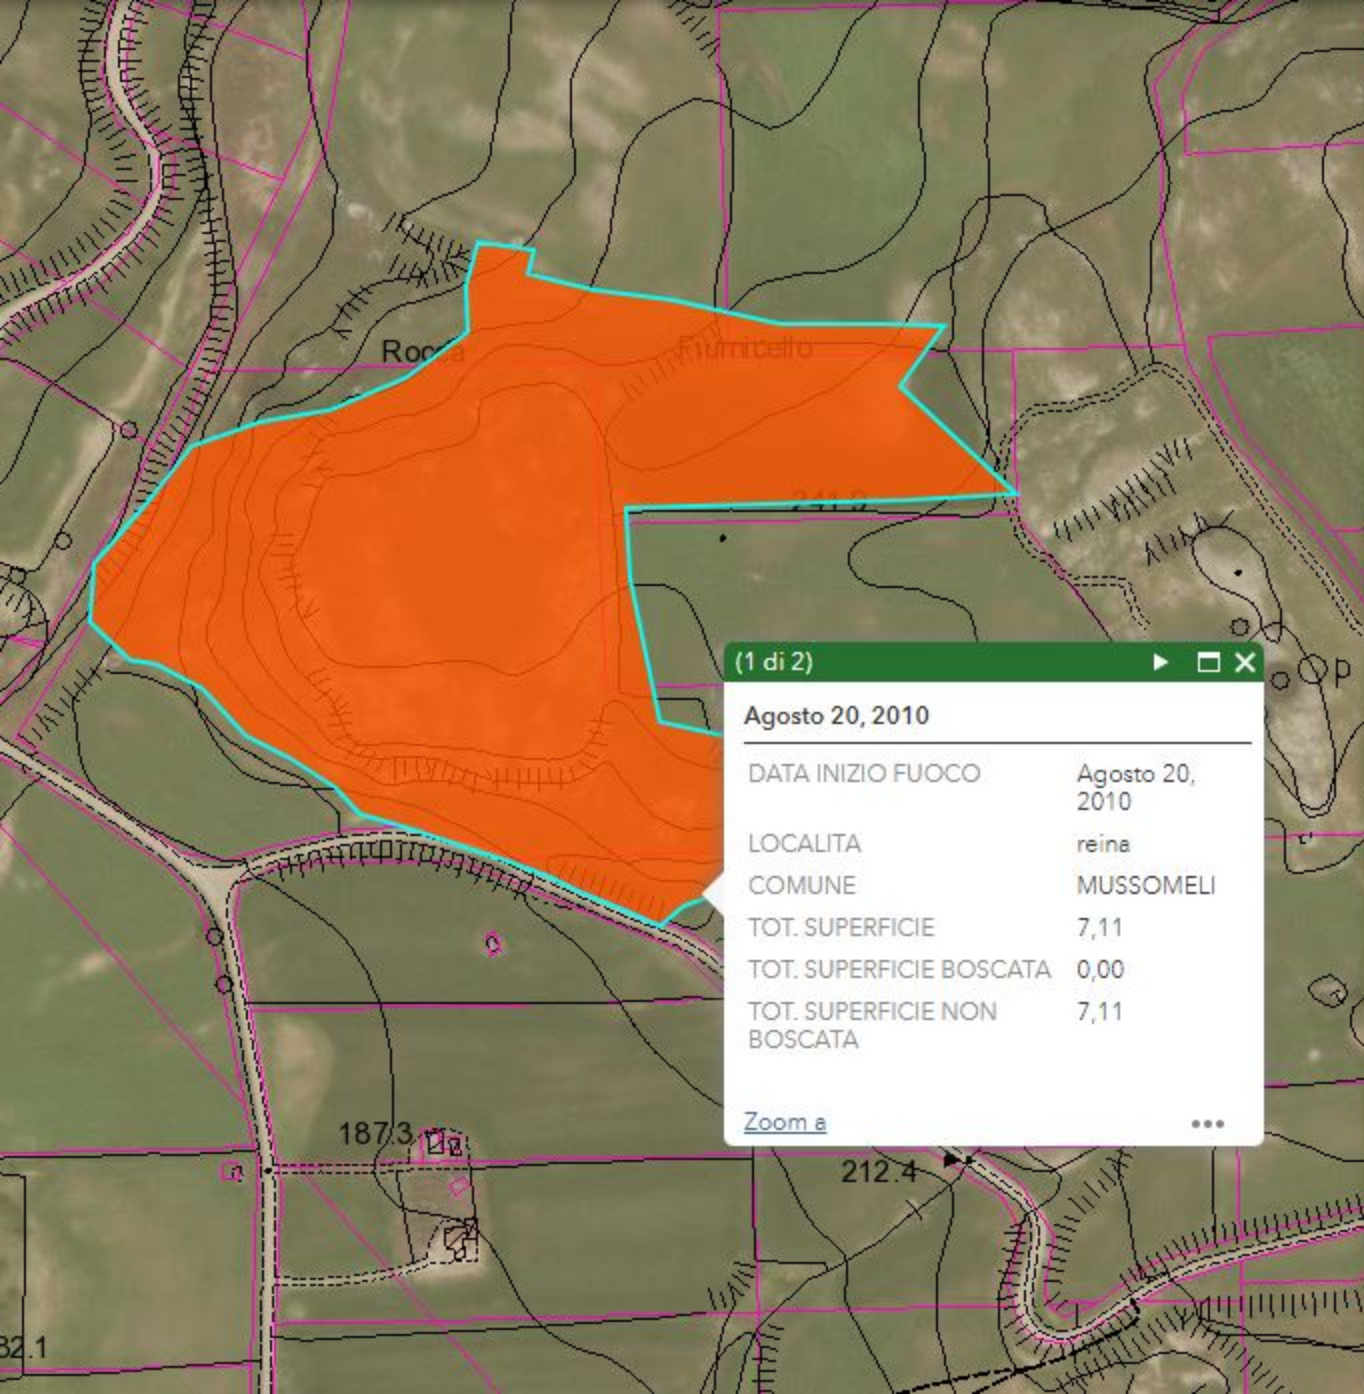 Rocca
Fiumicello
241.9
(1 di 2)
Agosto 20, 2010
DATA INIZIO FUOCO
Agosto 20,
2010
LOCALITA
reina
COMUNE
MUSSOMELI
TOT. SUPERFICIE
7,11
TOT. SUPERFICIE BOSCATA
0,00
TOT. SUPERFICIE NON
BOSCATA
7,11
Zoom a
p
187.3
212.4
82.1